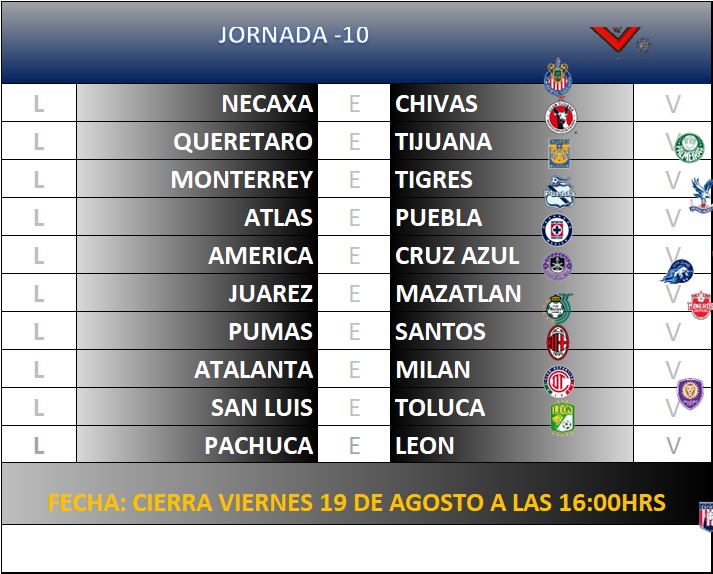 JORNADA -10
L NECAXA E CHIVAS V
L QUERETARO E TIJUANA V
L MONTERREY E TIGRES V
L ATLAS E PUEBLA V
L AMERICA E CRUZ AZUL V
L JUAREZ E MAZATLAN V
L PUMAS E SANTOS V
L ATALANTA E MILAN V
L SAN LUIS E TOLUCA V
L PACHUCA E LEON V
FECHA: CIERRA VIERNES 19 DE AGOSTO A LAS 16:00HRS